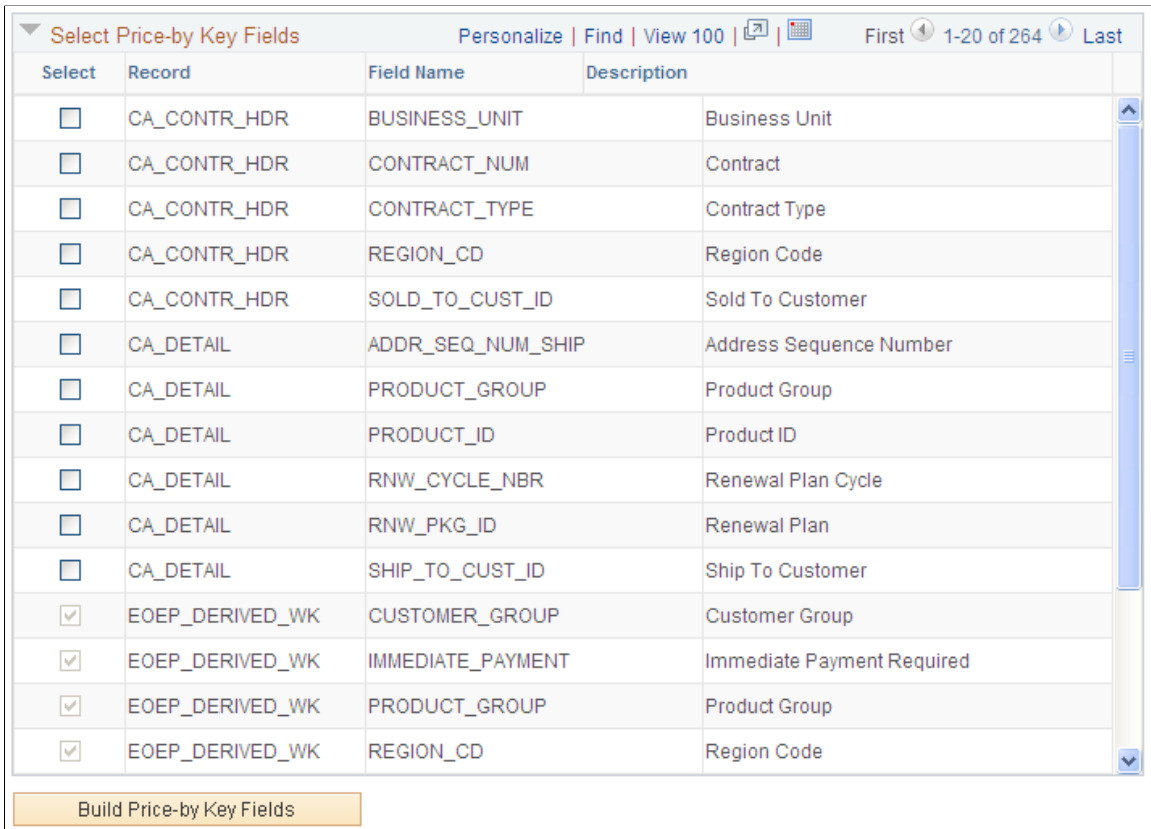 Select Price-by Key Fields Personalize | Find | View 100 | | First 1-20 of 264 Last
Select Record Field Name Description
CA_CONTR_HDR BUSINESS_UNIT Business Unit
CA_CONTR_HDR CONTRACT_NUM Contract
CA_CONTR_HDR CONTRACT_TYPE Contract Type
CA_CONTR_HDR REGION_CD Region Code
CA_CONTR_HDR SOLD_TO_CUST_ID Sold To Customer
CA_DETAIL ADDR_SEQ_NUM_SHIP Address Sequence Number
CA_DETAIL PRODUCT_GROUP Product Group
CA_DETAIL PRODUCT_ID Product ID
CA_DETAIL RNW_CYCLE_NBR Renewal Plan Cycle
CA_DETAIL RNW_PKG_ID Renewal Plan
CA_DETAIL SHIP_TO_CUST_ID Ship To Customer
EOEP_DERIVED_WK CUSTOMER_GROUP Customer Group
EOEP_DERIVED_WK IMMEDIATE_PAYMENT Immediate Payment Required
EOEP_DERIVED_WK PRODUCT_GROUP Product Group
EOEP_DERIVED_WK REGION_CD Region Code
Build Price-by Key Fields